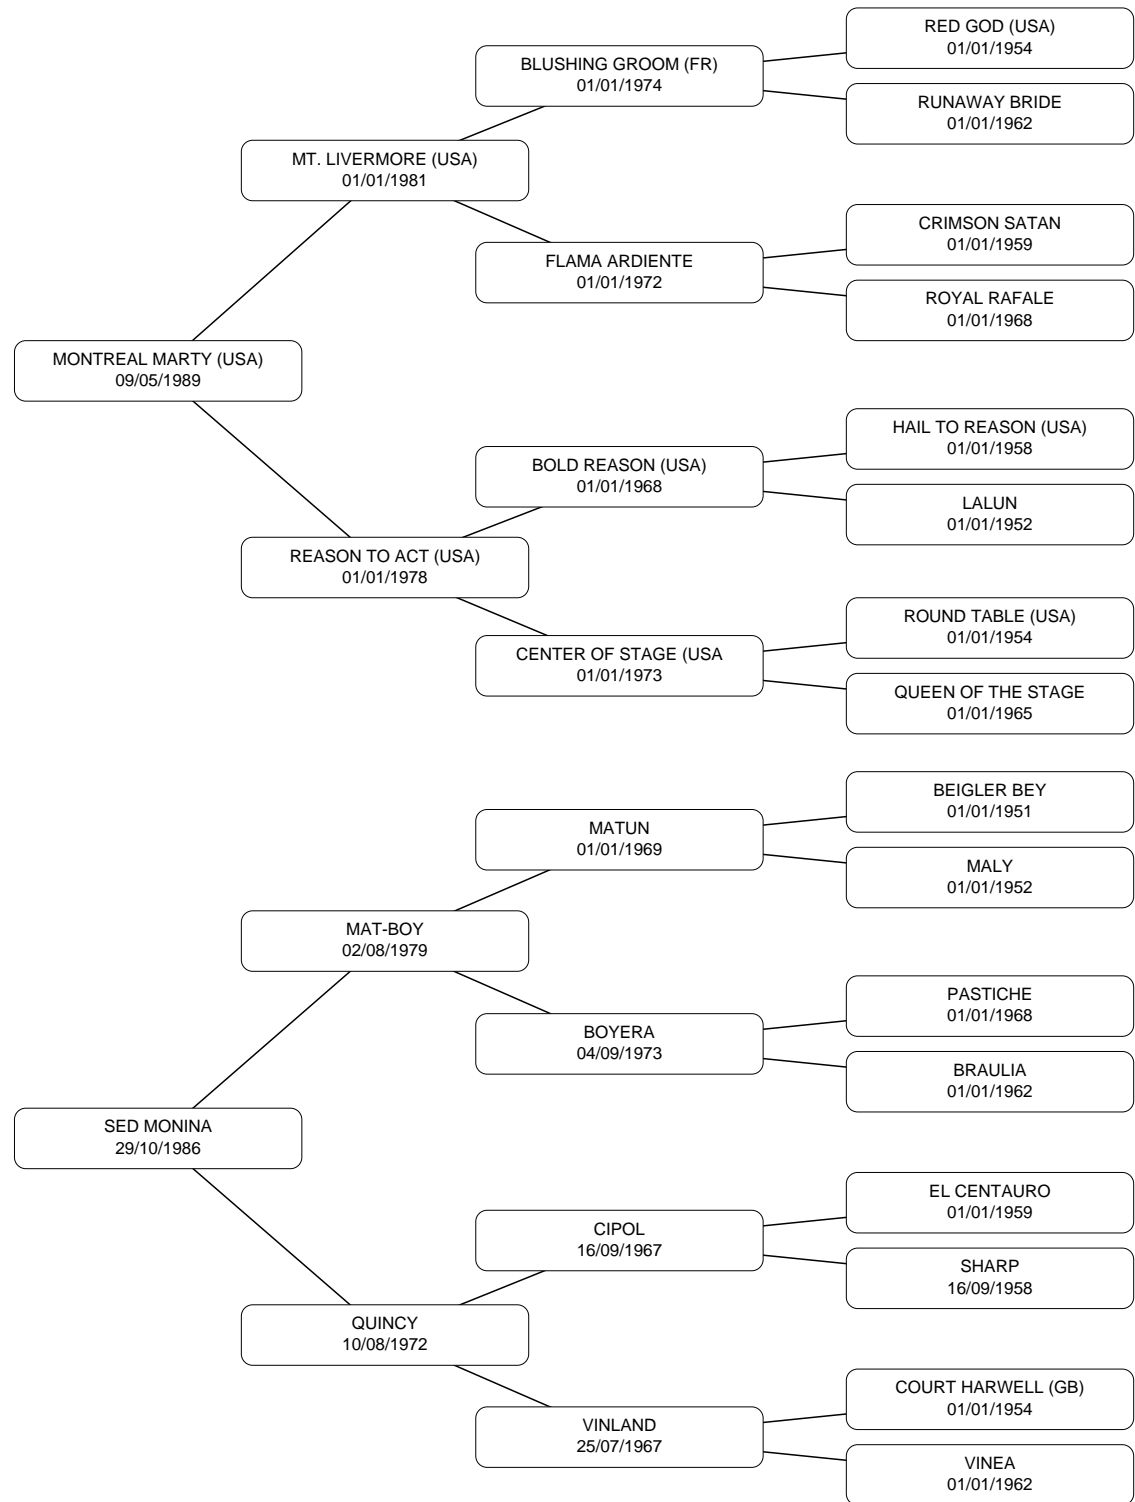 RED GOD (USA)
01/01/1954
BLUSHING GROOM (FR)
01/01/1974
RUNAWAY BRIDE
01/01/1962
MT. LIVERMORE (USA)
01/01/1981
CRIMSON SATAN
01/01/1959
FLAMA ARDIENTE
01/01/1972
ROYAL RAFALE
01/01/1968
MONTREAL MARTY (USA)
09/05/1989
HAIL TO REASON (USA)
01/01/1958
BOLD REASON (USA)
01/01/1968
LALUN
01/01/1952
REASON TO ACT (USA)
01/01/1978
ROUND TABLE (USA)
01/01/1954
CENTER OF STAGE (USA
01/01/1973
QUEEN OF THE STAGE
01/01/1965
BEIGLER BEY
01/01/1951
MATUN
01/01/1969
MALY
01/01/1952
MAT-BOY
02/08/1979
PASTICHE
01/01/1968
BOYERA
04/09/1973
BRAULIA
01/01/1962
SED MONINA
29/10/1986
EL CENTAURO
01/01/1959
CIPOL
16/09/1967
SHARP
16/09/1958
QUINCY
10/08/1972
COURT HARWELL (GB)
01/01/1954
VINLAND
25/07/1967
VINEA
01/01/1962